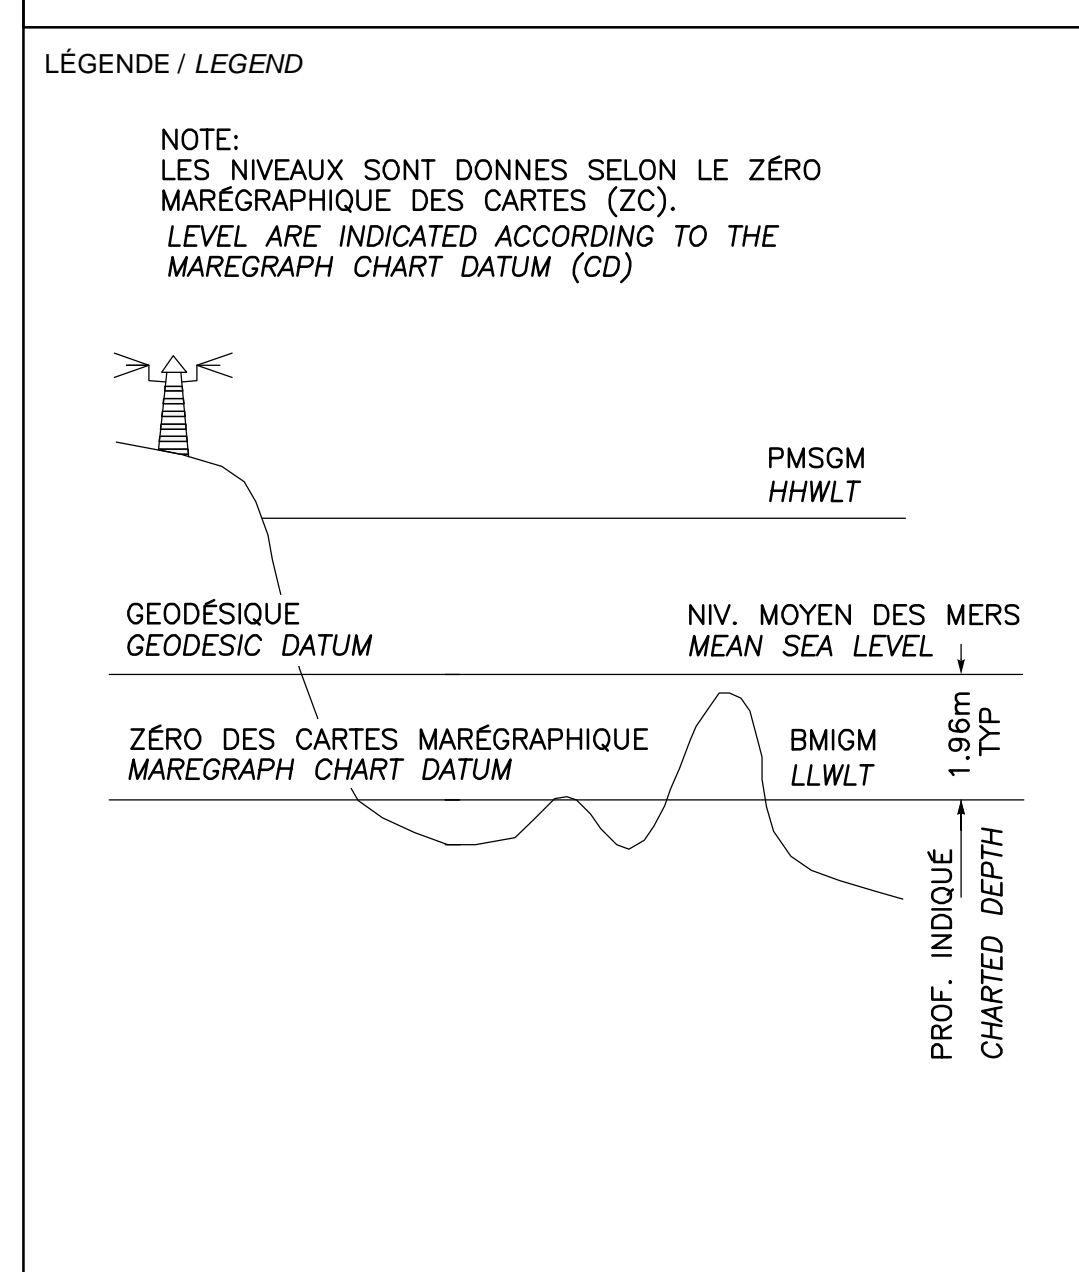 LÉGENDE / LEGEND
NOTE:
LES NIVEAUX SONT DONNES SELON LE ZÉRO
MARÉGRAPHIQUE DES CARTES (ZC).
LEVEL ARE INDICATED ACCORDING TO THE
MAREGRAPH CHART DATUM (CD)
PMSGM
HHWLT
GEODÉSIQUE
GEODESIC DATUM
NIV. MOYEN DES MERS
MEAN SEA LEVEL
1.96m
TYP
ZÉRO DES CARTES MARÉGRAPHIQUE
MAREGRAPH CHART DATUM
BMIGM
LLWLT
PROF. INDIQUÉ
CHARTED DEPTH